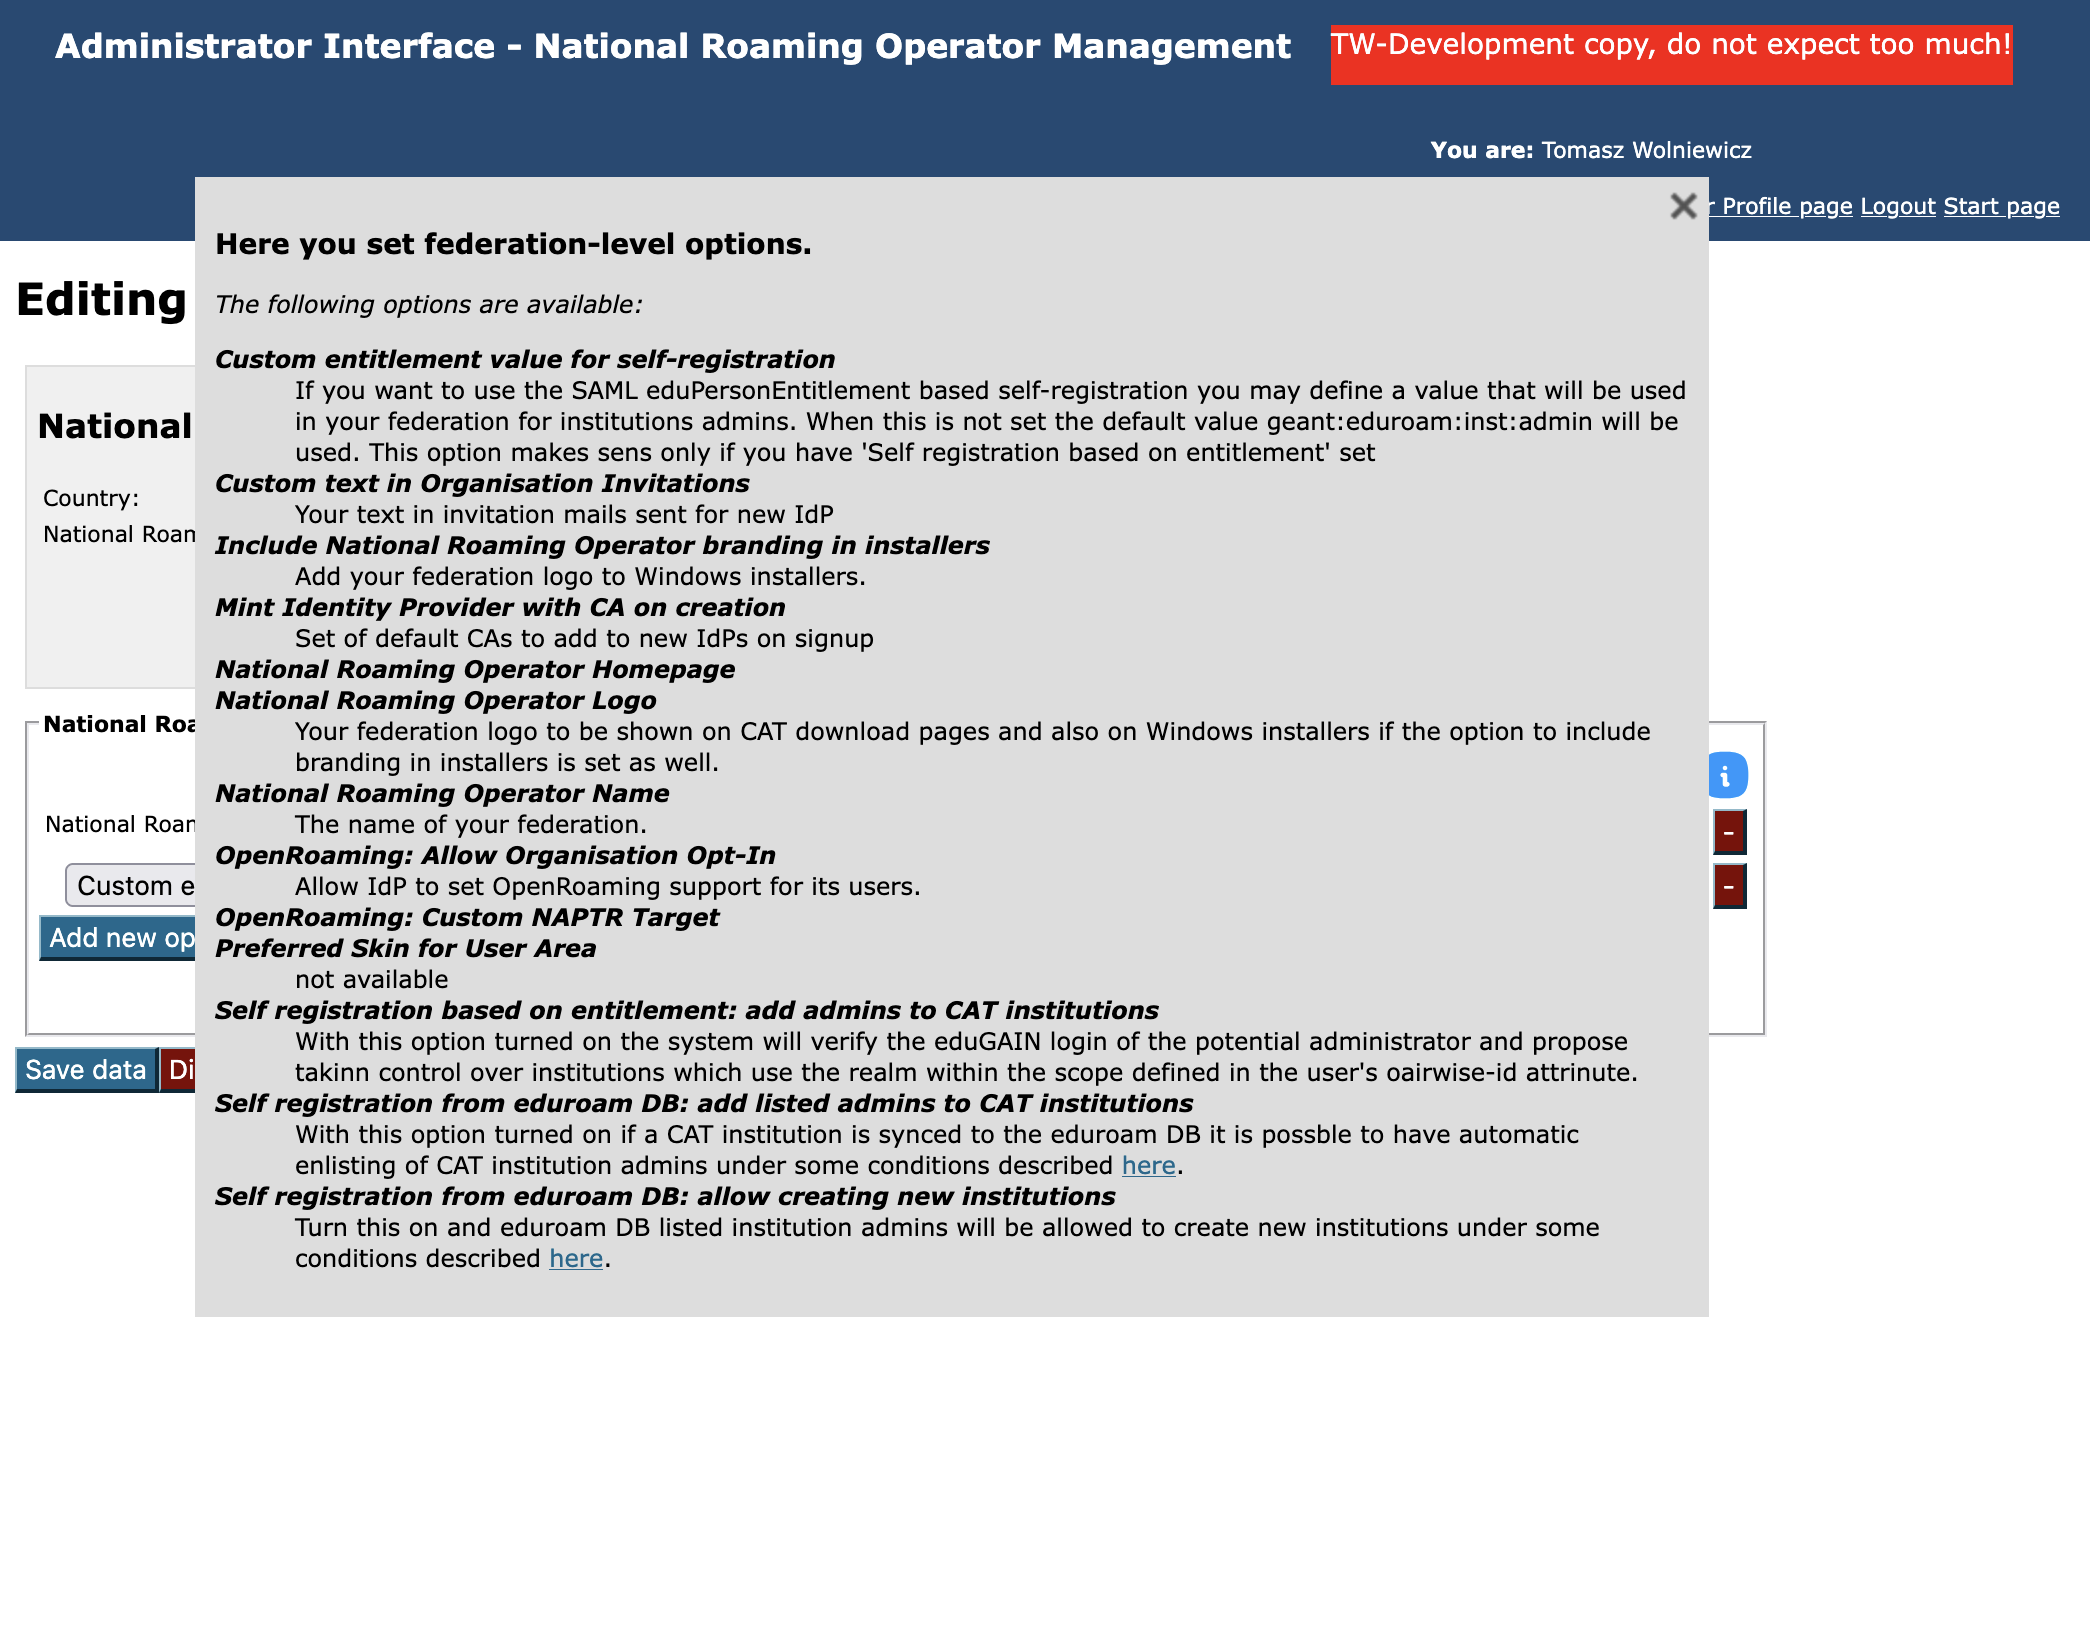 Administrator Interface - National Roaming Operator Management
TW-Development copy, do not expect too much!
You are: Tomasz Wolniewicz
r Profile page Logout Start page
Editing
National
Country:
National Roam
National Roa
National Roam
Custom e
Add new op
Save data
Di
Here you set federation-level options.
The following options are available:
Custom entitlement value for self-registration
If you want to use the SAML eduPersonEntitlement based self-registration you may define a value that will be used
in your federation for institutions admins. When this is not set the default value geant:eduroam:inst:admin will be
used. This option makes sens only if you have 'Self registration based on entitlement' set
Custom text in Organisation Invitations
Your text in invitation mails sent for new IdP
Include National Roaming Operator branding in installers
Add your federation logo to Windows installers.
Mint Identity Provider with CA on creation
Set of default CAs to add to new IdPs on signup
National Roaming Operator Homepage
National Roaming Operator Logo
Your federation logo to be shown on CAT download pages and also on Windows installers if the option to include
branding in installers is set as well.
National Roaming Operator Name
The name of your federation.
OpenRoaming: Allow Organisation Opt-In
Allow IdP to set OpenRoaming support for its users.
OpenRoaming: Custom NAPTR Target
Preferred Skin for User Area
not available
Self registration based on entitlement: add admins to CAT institutions
With this option turned on the system will verify the eduGAIN login of the potential administrator and propose
takinn control over institutions which use the realm within the scope defined in the user's oairwise-id attrinute.
Self registration from eduroam DB: add listed admins to CAT institutions
With this option turned on if a CAT institution is synced to the eduroam DB it is possble to have automatic
enlisting of CAT institution admins under some conditions described here.
Self registration from eduroam DB: allow creating new institutions
Turn this on and eduroam DB listed institution admins will be allowed to create new institutions under some
conditions described here.
i
-
-